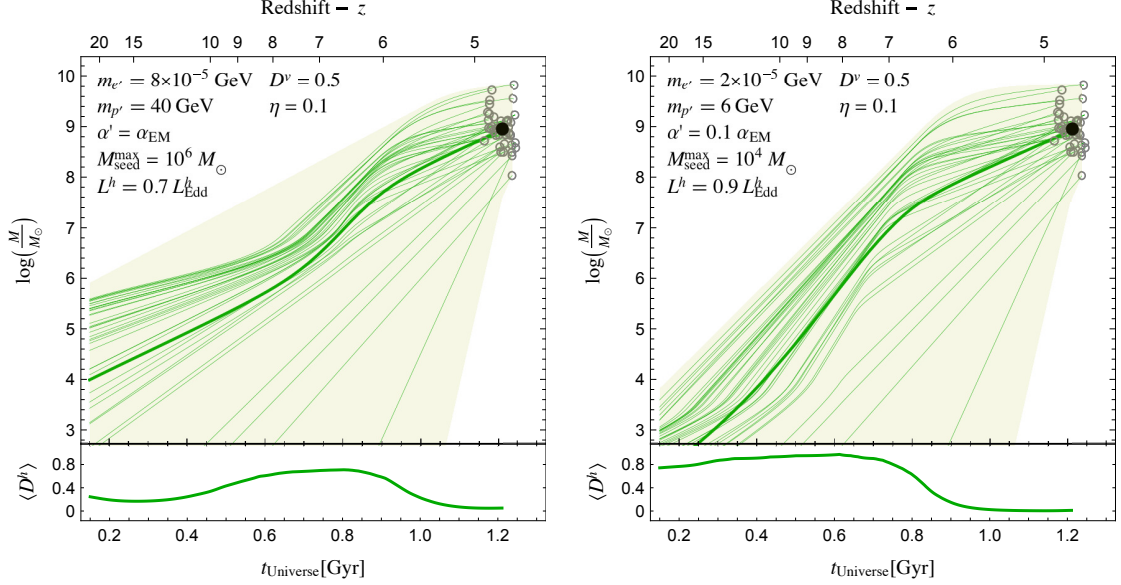 Redshift – z
20 15 10 9 8 7 6 5
m_e′ = 8×10⁻⁵ GeV D^v = 0.5
m_p′ = 40 GeV η = 0.1
α' = α_EM
M_seed^max = 10⁶ M_⊙
L^h = 0.7 L_Edd^h
log(M/M_⊙)
10
9
8
7
6
5
4
3
⟨D^h⟩
0.8
0.4
0
0.2 0.4 0.6 0.8 1.0 1.2
t_Universe[Gyr]
Redshift – z
20 15 10 9 8 7 6 5
m_e′ = 2×10⁻⁵ GeV D^v = 0.5
m_p′ = 6 GeV η = 0.1
α' = 0.1 α_EM
M_seed^max = 10⁴ M_⊙
L^h = 0.9 L_Edd^h
log(M/M_⊙)
10
9
8
7
6
5
4
3
⟨D^h⟩
0.8
0.4
0
0.2 0.4 0.6 0.8 1.0 1.2
t_Universe[Gyr]